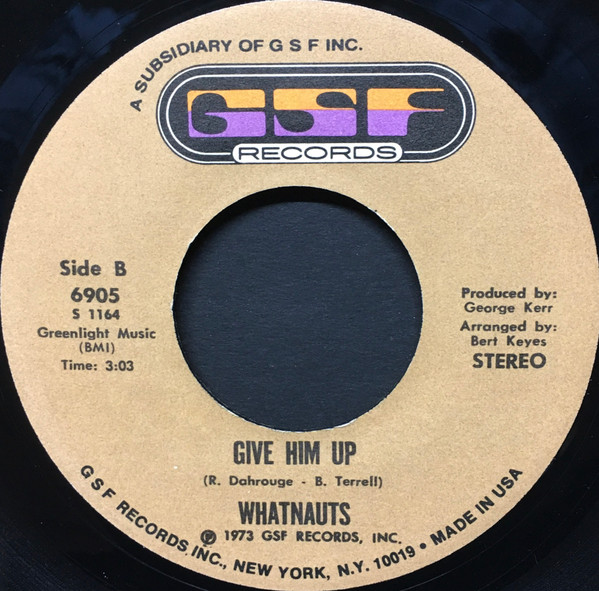 A SUBSIDIARY OF G S F INC.
GSF
RECORDS
Side B
6905
S 1164
Greenlight Music
(BMI)
Time: 3:03
Produced by:
George Kerr
Arranged by:
Bert Keyes
STEREO
GIVE HIM UP
(R. Dahrouge - B. Terrell)
WHATNAUTS
℗ 1973 GSF RECORDS, INC.
G S F RECORDS, INC., NEW YORK, N.Y. 10019 • MADE IN USA